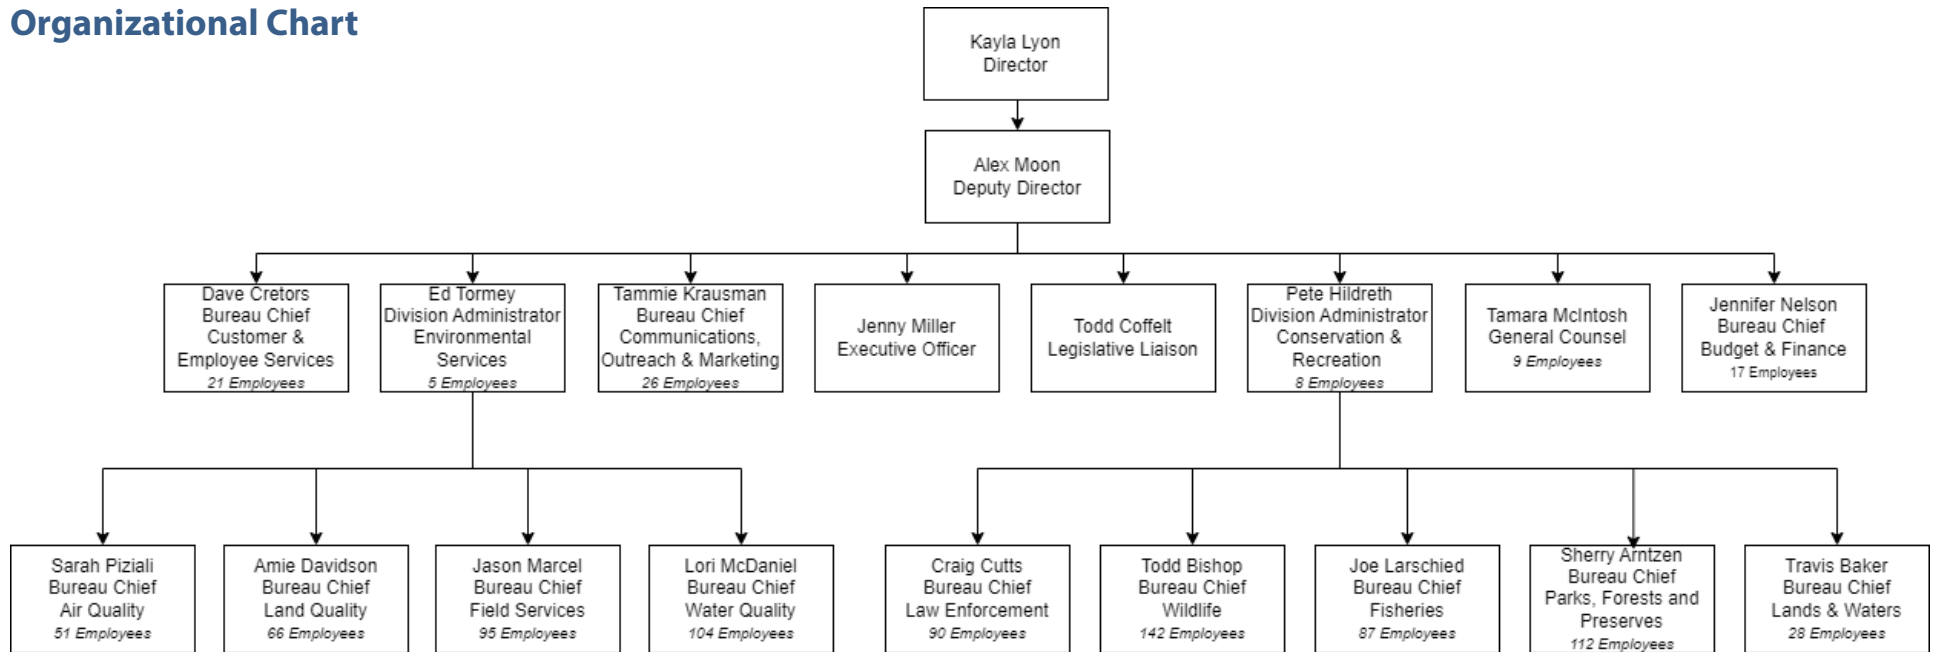 Organizational Chart
Kayla Lyon
Director
Alex Moon
Deputy Director
Dave Cretors
Bureau Chief
Customer &
Employee Services
21 Employees
Ed Tormey
Division Administrator
Environmental
Services
5 Employees
Tammie Krausman
Bureau Chief
Communications,
Outreach & Marketing
26 Employees
Jenny Miller
Executive Officer
Todd Coffelt
Legislative Liaison
Pete Hildreth
Division Administrator
Conservation &
Recreation
8 Employees
Tamara McIntosh
General Counsel
9 Employees
Jennifer Nelson
Bureau Chief
Budget & Finance
17 Employees
Sarah Piziali
Bureau Chief
Air Quality
51 Employees
Amie Davidson
Bureau Chief
Land Quality
66 Employees
Jason Marcel
Bureau Chief
Field Services
95 Employees
Lori McDaniel
Bureau Chief
Water Quality
104 Employees
Craig Cutts
Bureau Chief
Law Enforcement
90 Employees
Todd Bishop
Bureau Chief
Wildlife
142 Employees
Joe Larschied
Bureau Chief
Fisheries
87 Employees
Sherry Arntzen
Bureau Chief
Parks, Forests and
Preserves
112 Employees
Travis Baker
Bureau Chief
Lands & Waters
28 Employees